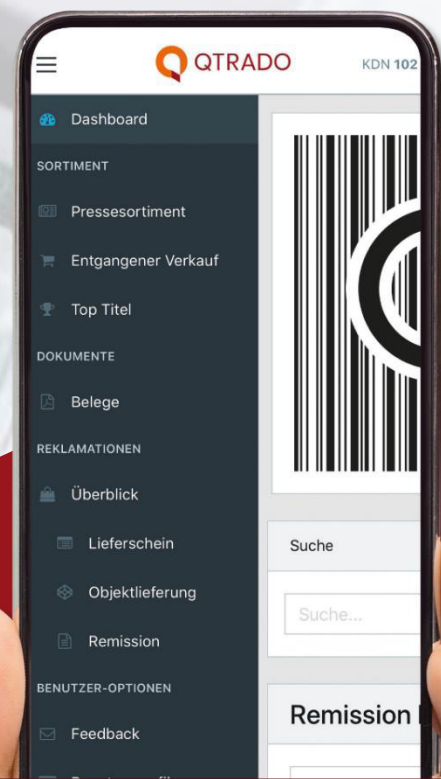 QTRADO
KDN 102
Dashboard
SORTIMENT
Pressesortiment
Entgangener Verkauf
Top Titel
DOKUMENTE
Belege
REKLAMATIONEN
Überblick
Lieferschein
Objektlieferung
Remission
BENUTZER-OPTIONEN
Feedback
Suche
Suche...
Remission